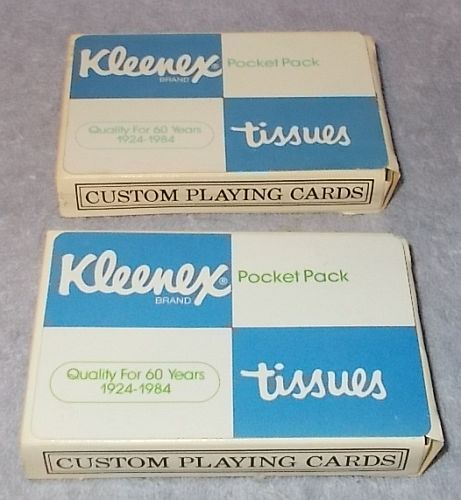 Kleenex® Pocket Pack
BRAND
Quality For 60 Years
1924-1984
tissues
CUSTOM PLAYING CARDS
Kleenex® Pocket Pack
BRAND
Quality For 60 Years
1924-1984
tissues
CUSTOM PLAYING CARDS